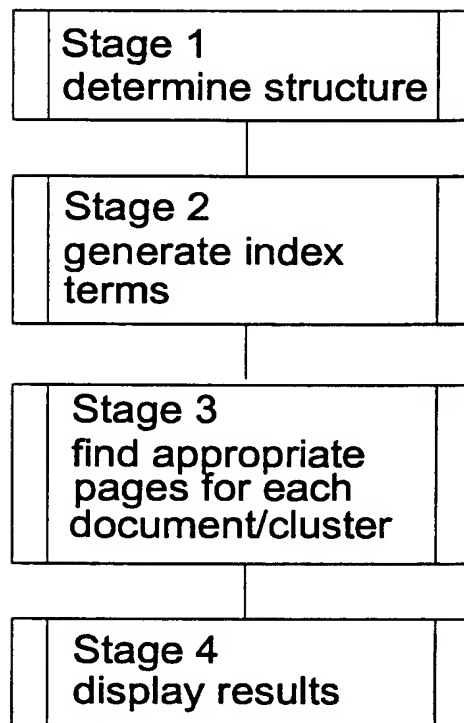 Stage 1
determine structure
Stage 2
generate index
terms
Stage 3
find appropriate
pages for each
document/cluster
Stage 4
display results